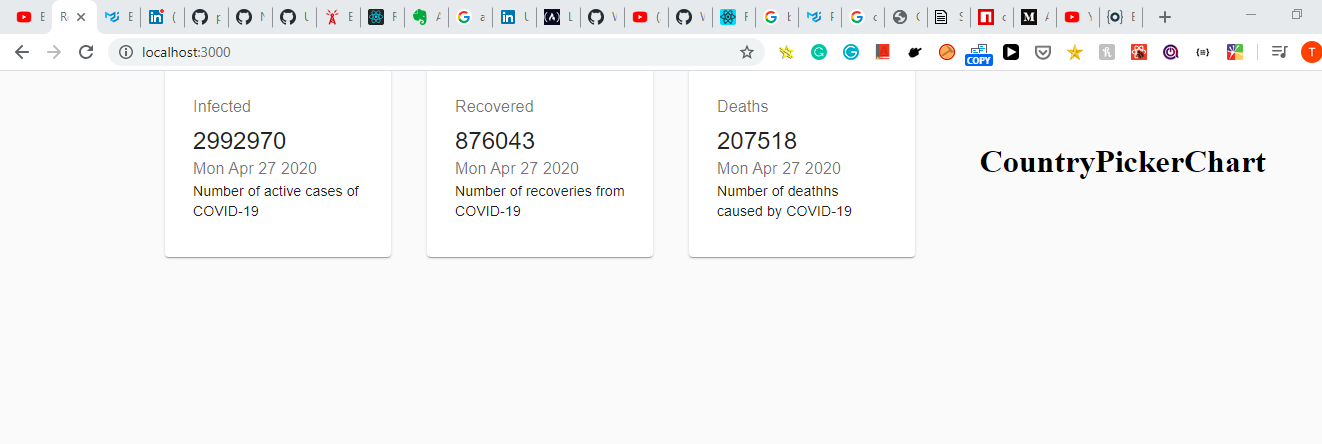 localhost:3000
COPY
T
Infected
2992970
Mon Apr 27 2020
Number of active cases of
COVID-19
Recovered
876043
Mon Apr 27 2020
Number of recoveries from
COVID-19
Deaths
207518
Mon Apr 27 2020
Number of deathhs
caused by COVID-19
CountryPickerChart